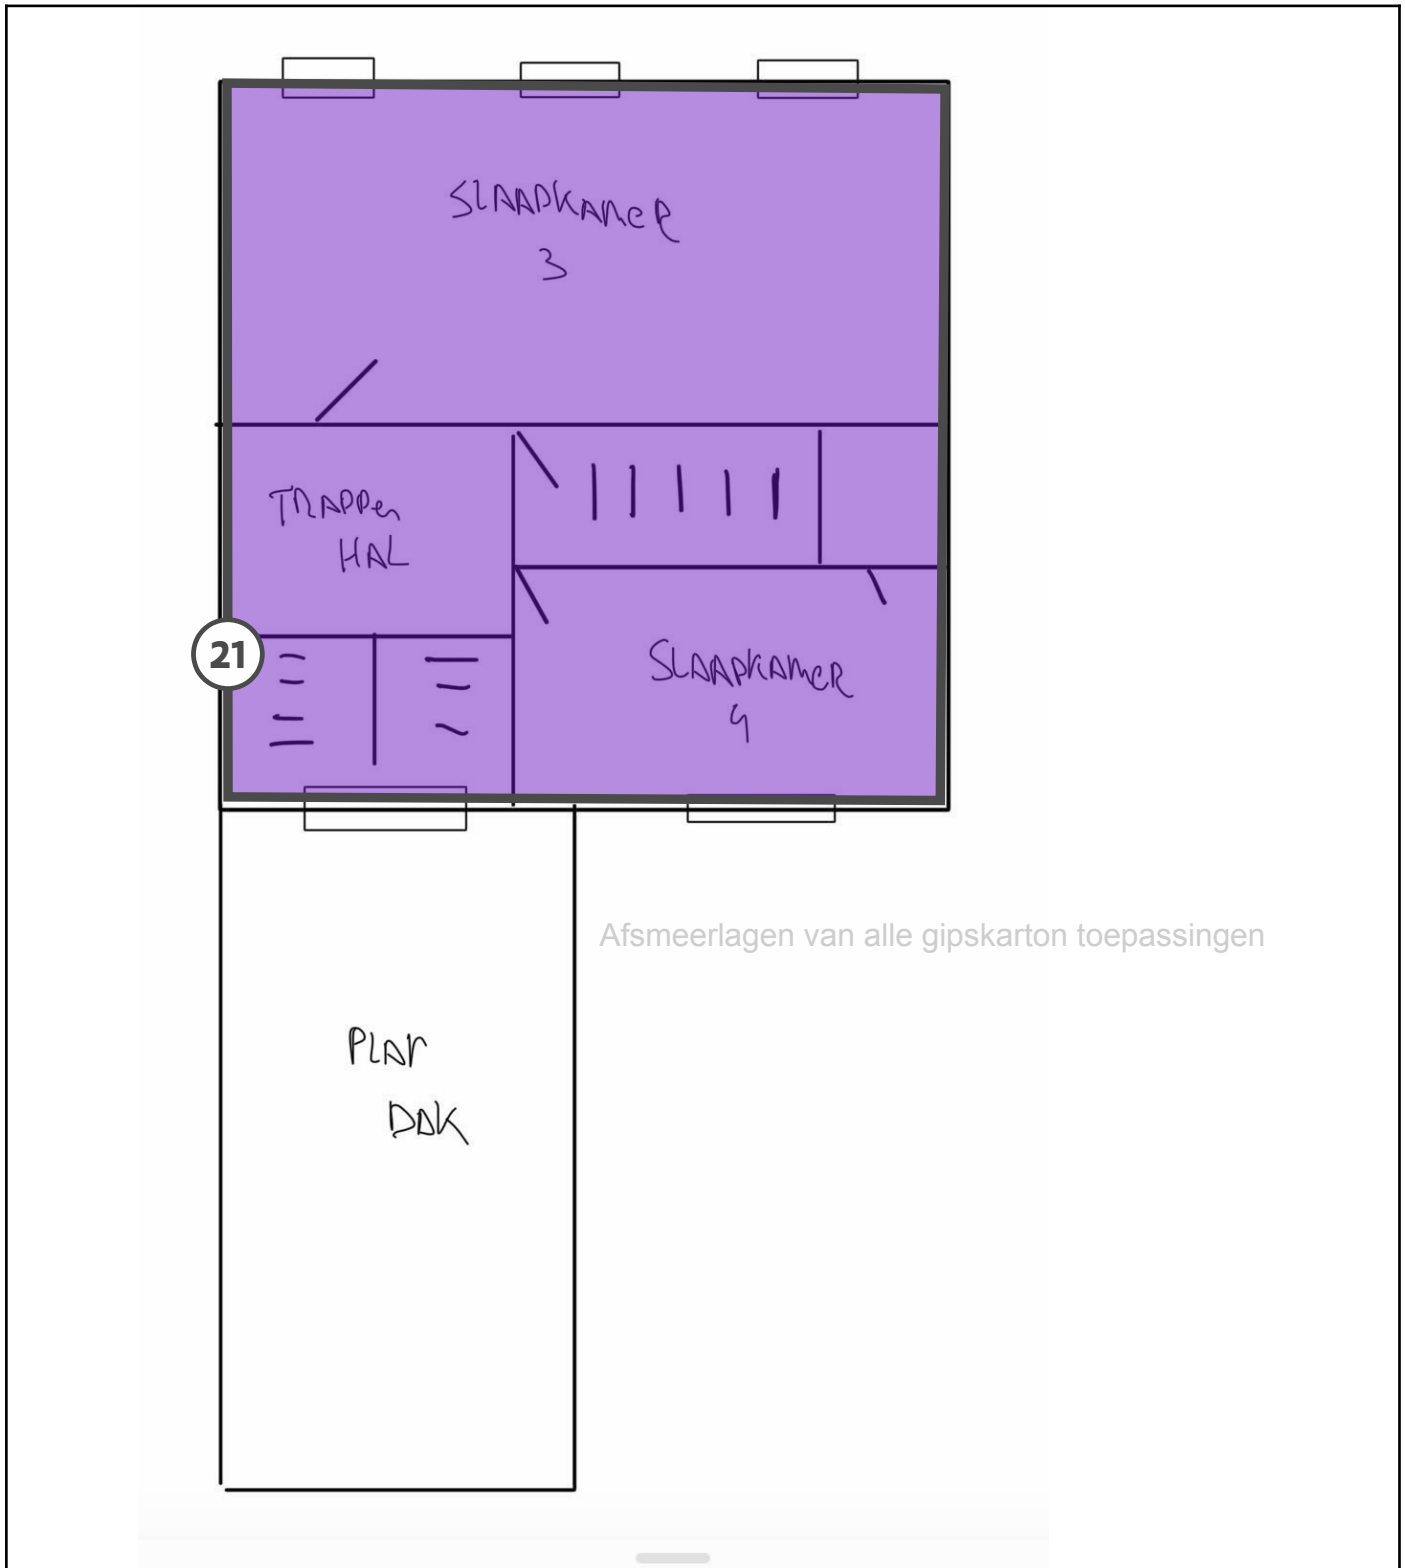 SLAAPKAMER
3
TRAPPEN
HAL
21
SLAAPKAMER
4
Afsmeerlagen van alle gipskarton toepassingen
PLAT
DAK